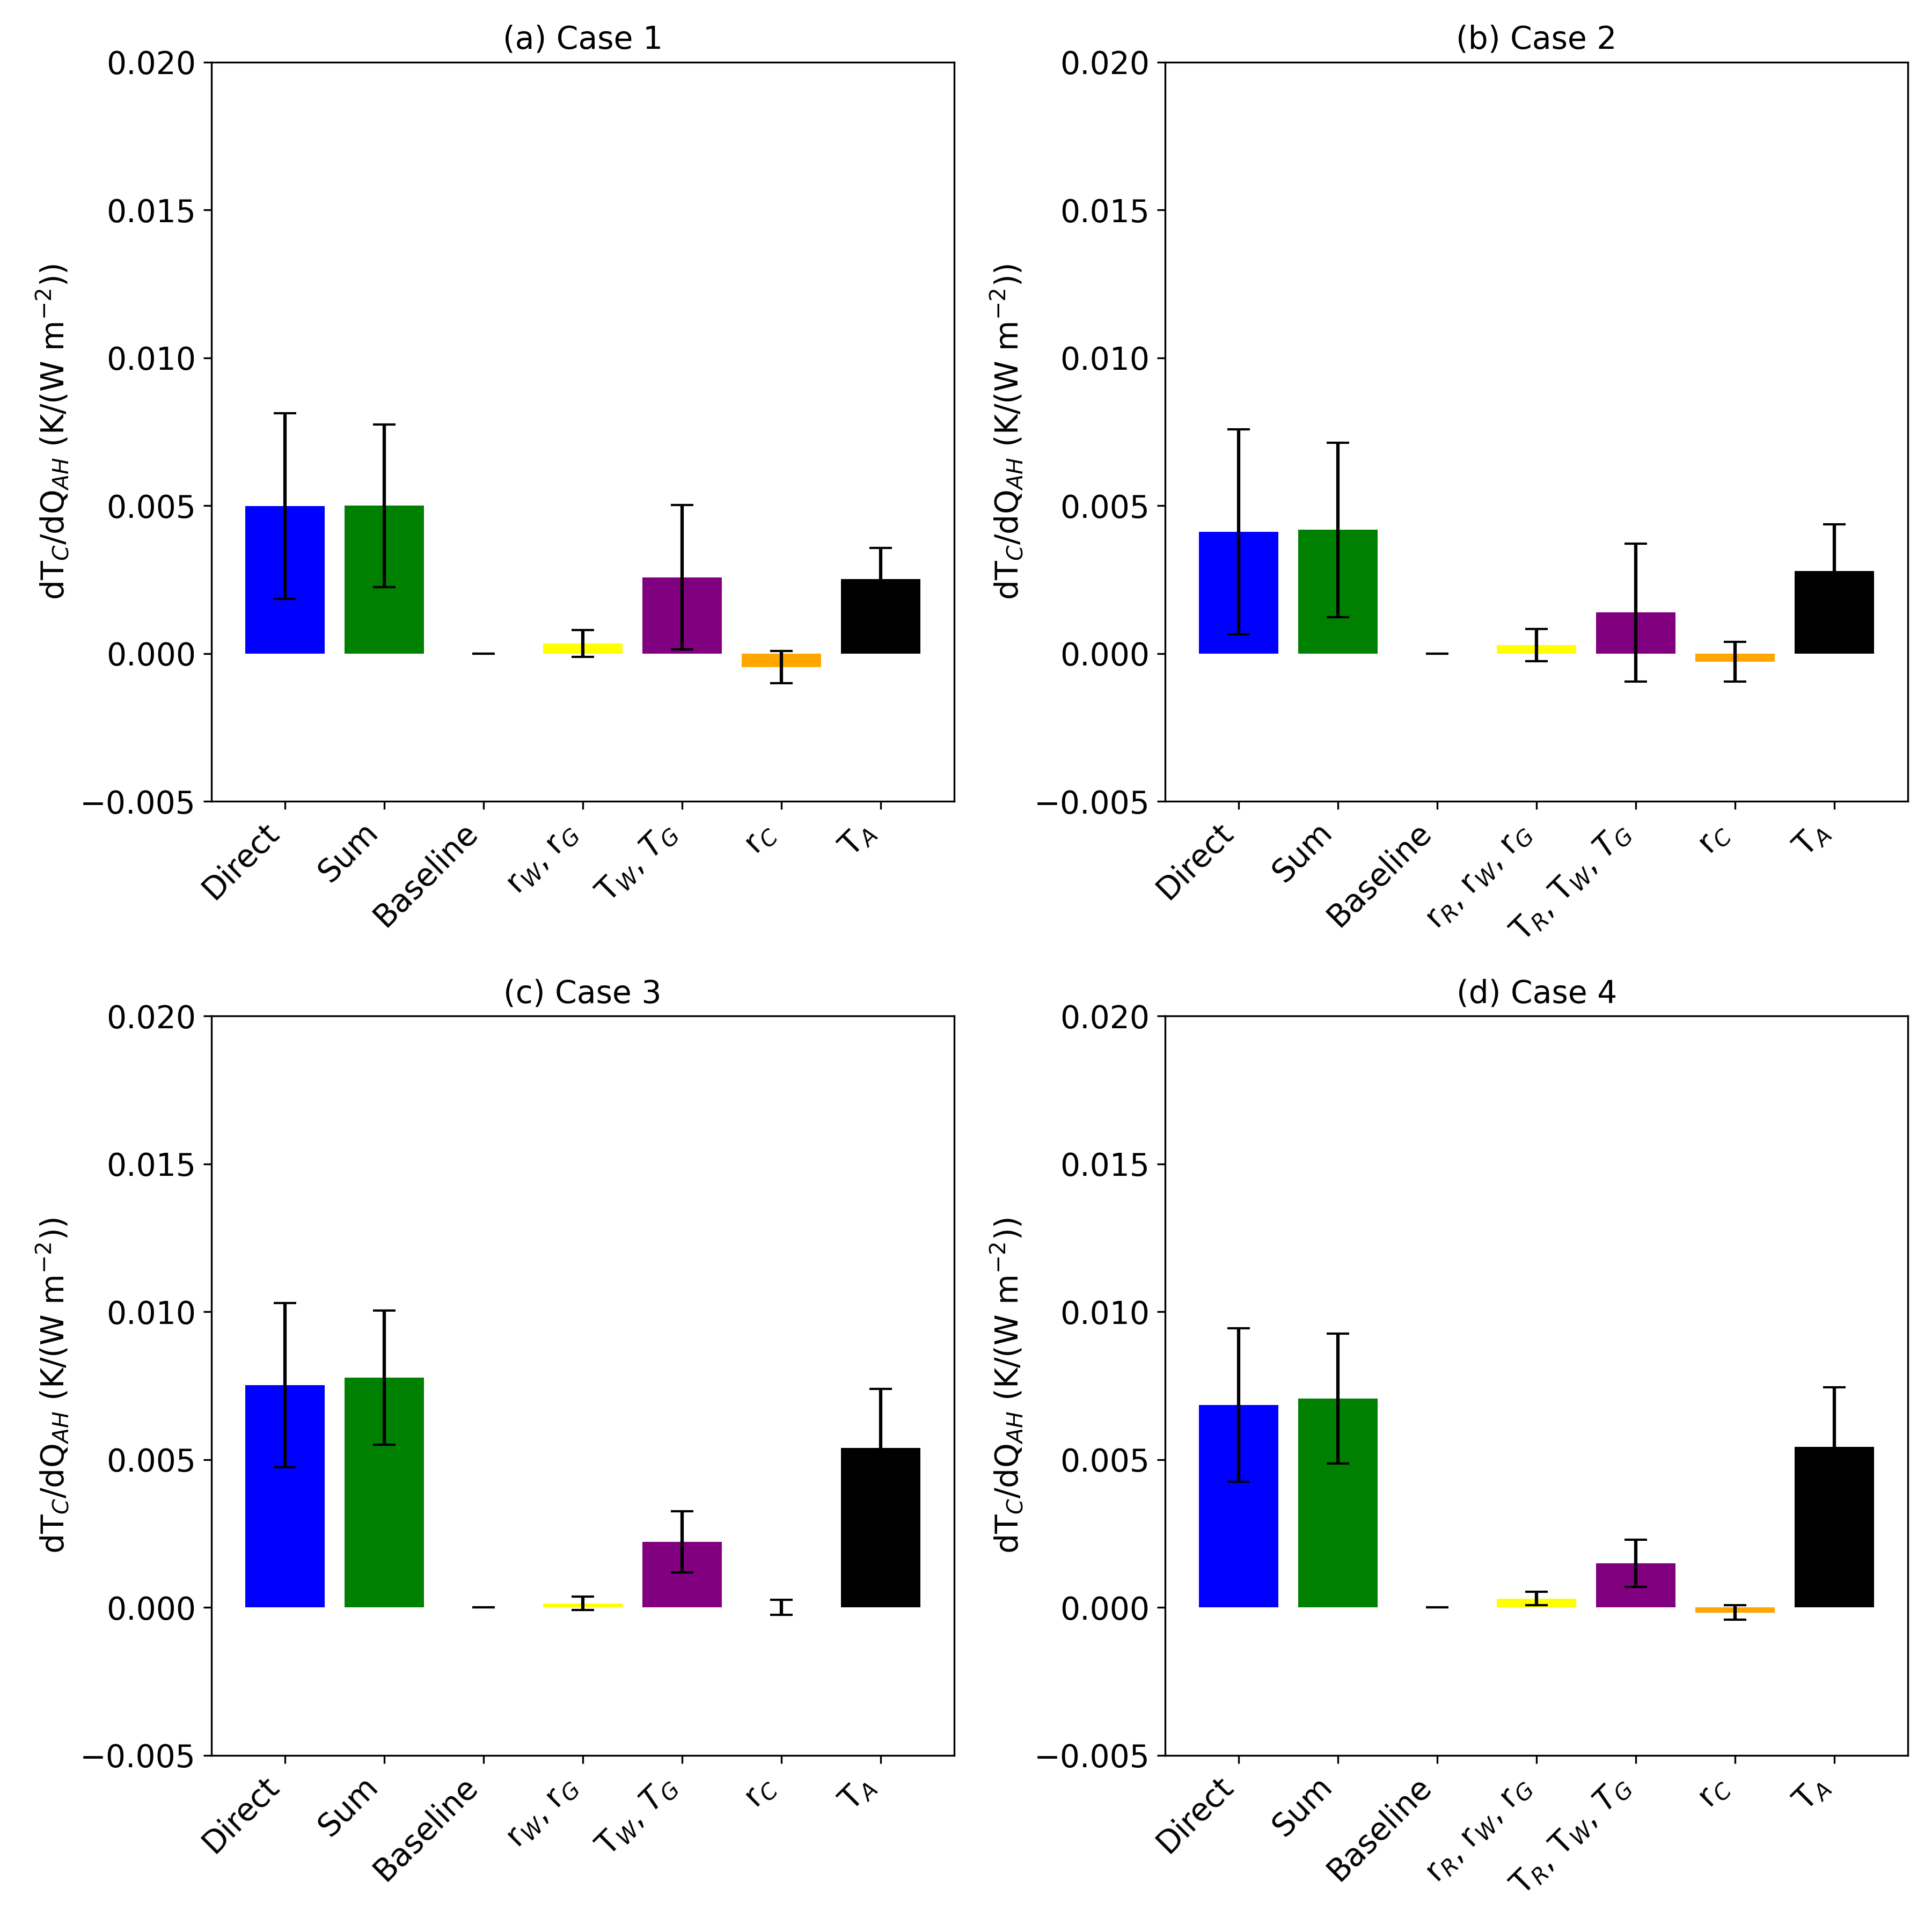 (a) Case 1
0.020
0.015
0.010
0.005
0.000
−0.005
dT_C/dQ_AH (K/(W m⁻²))
Direct
Sum
Baseline
r_W, r_G
T_W, T_G
r_C
T_A
(b) Case 2
0.020
0.015
0.010
0.005
0.000
−0.005
dT_C/dQ_AH (K/(W m⁻²))
Direct
Sum
Baseline
r_R, r_W, r_G
T_R, T_W, T_G
r_C
T_A
(c) Case 3
0.020
0.015
0.010
0.005
0.000
−0.005
dT_C/dQ_AH (K/(W m⁻²))
Direct
Sum
Baseline
r_W, r_G
T_W, T_G
r_C
T_A
(d) Case 4
0.020
0.015
0.010
0.005
0.000
−0.005
dT_C/dQ_AH (K/(W m⁻²))
Direct
Sum
Baseline
r_R, r_W, r_G
T_R, T_W, T_G
r_C
T_A